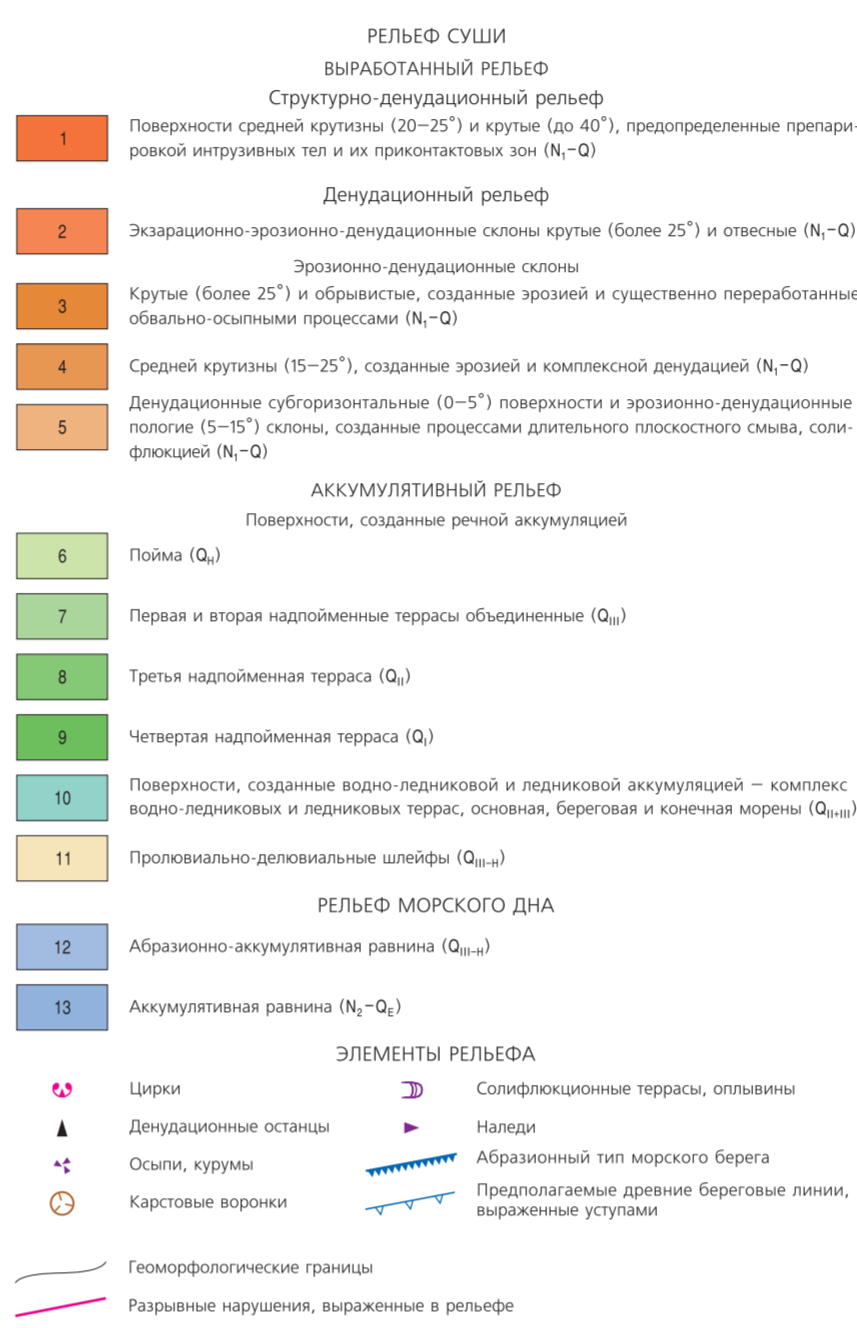 РЕЛЬЕФ СУШИ
ВЫРАБОТАННЫЙ РЕЛЬЕФ
Структурно-денудационный рельеф
1 Поверхности средней крутизны (20–25˚) и крутые (до 40˚), предопределенные препари-
ровкой интрузивных тел и их приконтактовых зон (N₁–Q)
Денудационный рельеф
2 Экзарационно-эрозионно-денудационные склоны крутые (более 25˚) и отвесные (N₁–Q)
Эрозионно-денудационные склоны
3 Крутые (более 25˚) и обрывистые, созданные эрозией и существенно переработанные
обвально-осыпными процессами (N₁–Q)
4 Средней крутизны (15–25˚), созданные эрозией и комплексной денудацией (N₁–Q)
5 Денудационные субгоризонтальные (0–5˚) поверхности и эрозионно-денудационные
пологие (5–15˚) склоны, созданные процессами длительного плоскостного смыва, соли-
флюкцией (N₁–Q)
АККУМУЛЯТИВНЫЙ РЕЛЬЕФ
Поверхности, созданные речной аккумуляцией
6 Пойма (Q_H)
7 Первая и вторая надпойменные террасы объединенные (Q_III)
8 Третья надпойменная терраса (Q_II)
9 Четвертая надпойменная терраса (Q_I)
10 Поверхности, созданные водно-ледниковой и ледниковой аккумуляцией – комплекс
водно-ледниковых и ледниковых террас, основная, береговая и конечная морены (Q_II+III)
11 Пролювиально-делювиальные шлейфы (Q_III–H)
РЕЛЬЕФ МОРСКОГО ДНА
12 Абразионно-аккумулятивная равнина (Q_III–H)
13 Аккумулятивная равнина (N₂–Q_E)
ЭЛЕМЕНТЫ РЕЛЬЕФА
Цирки
Денудационные останцы
Осыпи, курумы
Карстовые воронки
Солифлюкционные террасы, оплывины
Наледи
Абразионный тип морского берега
Предполагаемые древние береговые линии,
выраженные уступами
Геоморфологические границы
Разрывные нарушения, выраженные в рельефе